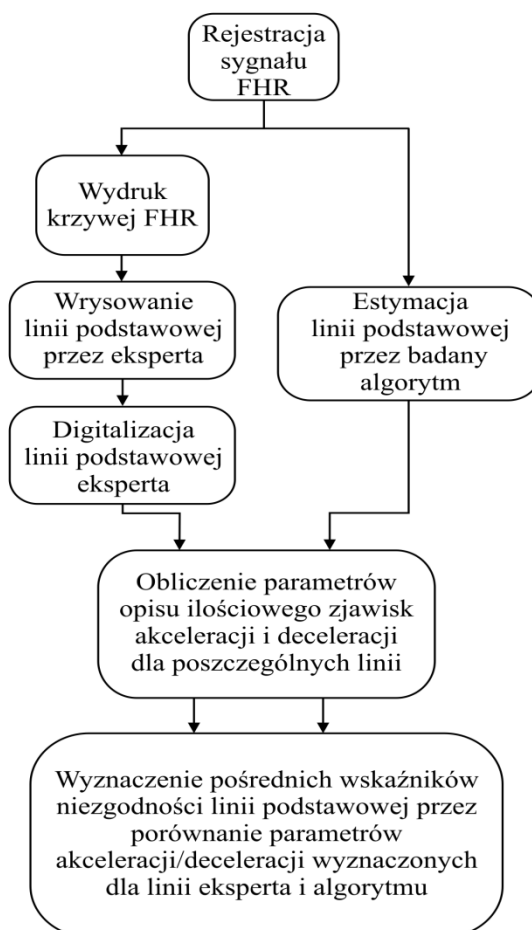 Rejestracja
sygnału
FHR
Wydruk
krzywej FHR
Wrysowanie
linii podstawowej
przez eksperta
Estymacja
linii podstawowej
przez badany
algorytm
Digitalizacja
linii podstawowej
eksperta
Obliczenie parametrów
opisu ilościowego zjawisk
akceleracji i deceleracji
dla poszczególnych linii
Wyznaczenie pośrednich wskaźników
niezgodności linii podstawowej przez
porównanie parametrów
akceleracji/deceleracji wyznaczonych
dla linii eksperta i algorytmu